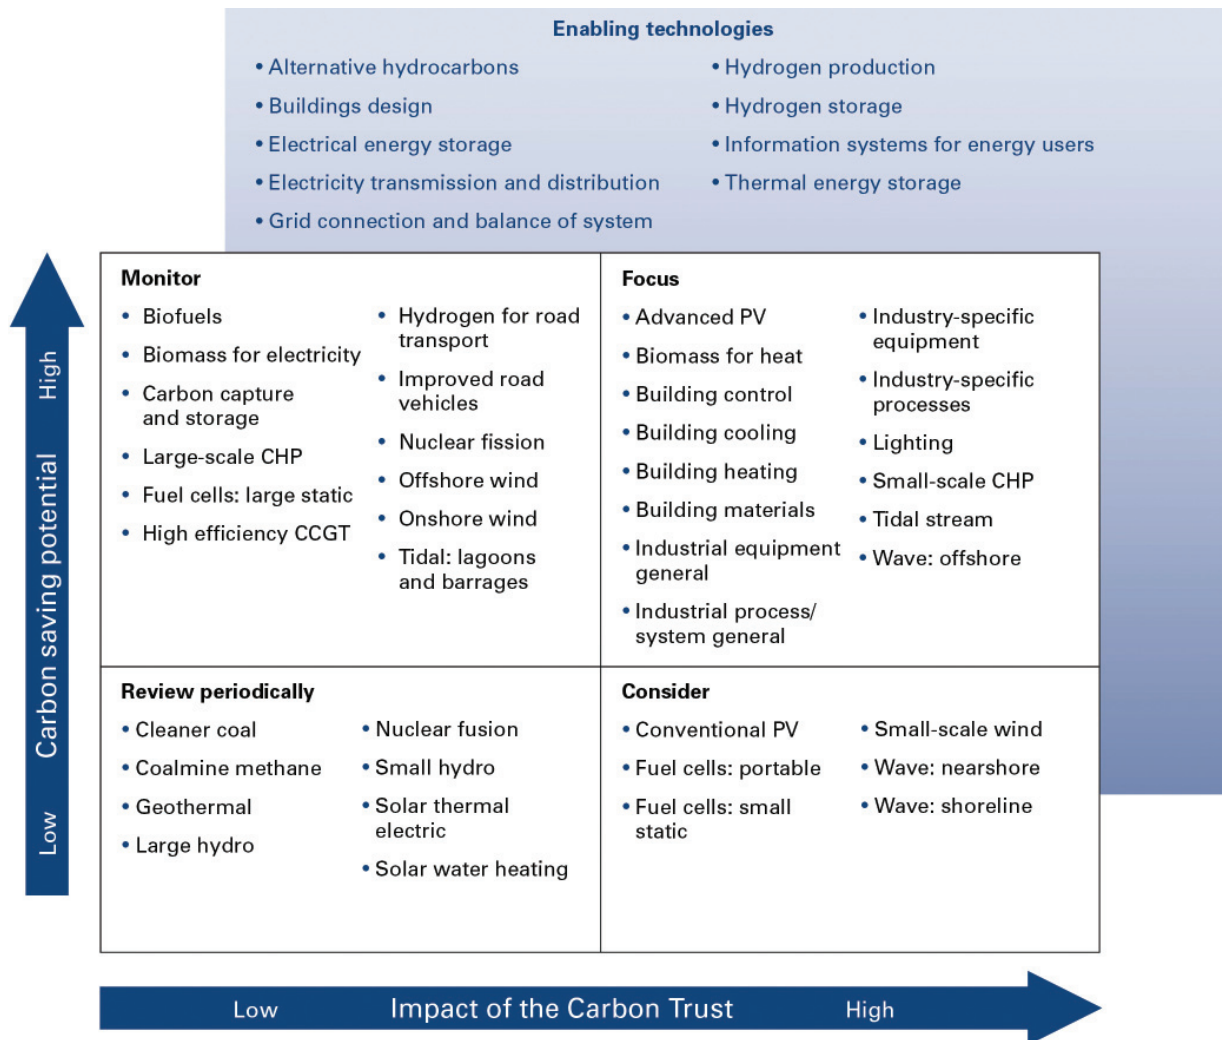 Enabling technologies
• Alternative hydrocarbons
• Buildings design
• Electrical energy storage
• Electricity transmission and distribution
• Grid connection and balance of system
• Hydrogen production
• Hydrogen storage
• Information systems for energy users
• Thermal energy storage
Monitor
• Biofuels
• Biomass for electricity
• Carbon capture
and storage
• Large-scale CHP
• Fuel cells: large static
• High efficiency CCGT
• Hydrogen for road
transport
• Improved road
vehicles
• Nuclear fission
• Offshore wind
• Onshore wind
• Tidal: lagoons
and barrages
Focus
• Advanced PV
• Biomass for heat
• Building control
• Building cooling
• Building heating
• Building materials
• Industrial equipment
general
• Industrial process/
system general
• Industry-specific
equipment
• Industry-specific
processes
• Lighting
• Small-scale CHP
• Tidal stream
• Wave: offshore
Review periodically
• Cleaner coal
• Coalmine methane
• Geothermal
• Large hydro
• Nuclear fusion
• Small hydro
• Solar thermal
electric
• Solar water heating
Consider
• Conventional PV
• Fuel cells: portable
• Fuel cells: small
static
• Small-scale wind
• Wave: nearshore
• Wave: shoreline
Low Carbon saving potential High
Low Impact of the Carbon Trust High